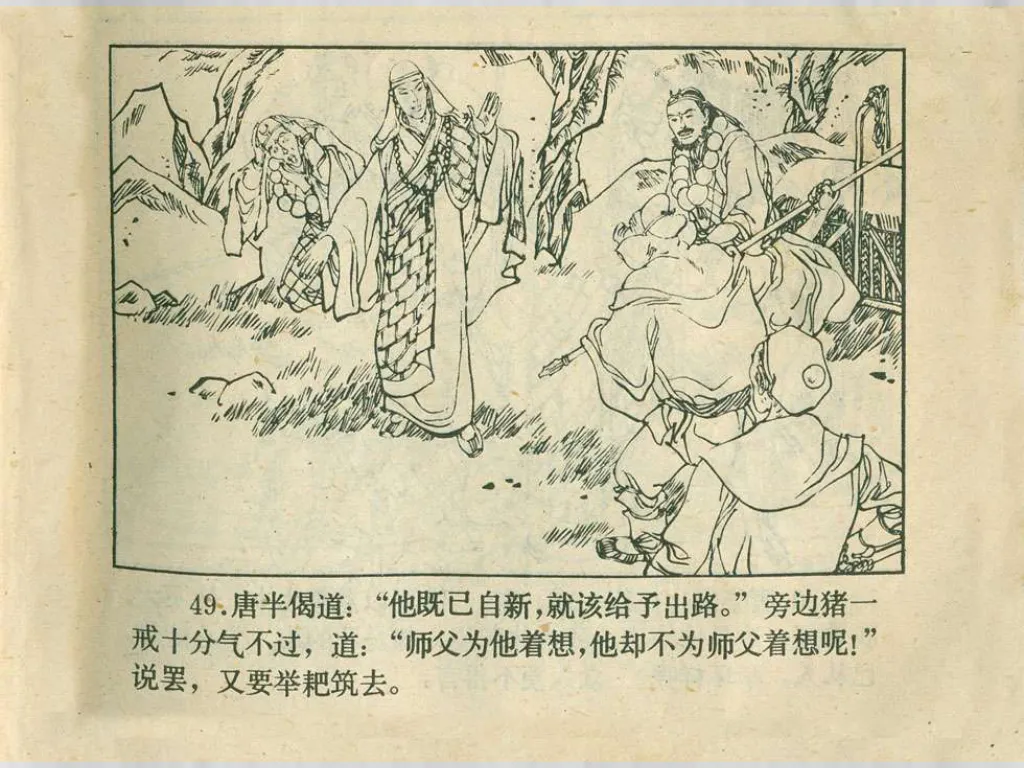 49.唐半偈道：“他既已自新，就该给予出路。”旁边猪一
戒十分气不过，道：“师父为他着想，他却不为师父着想呢！”
说罢，又要举耙筑去。